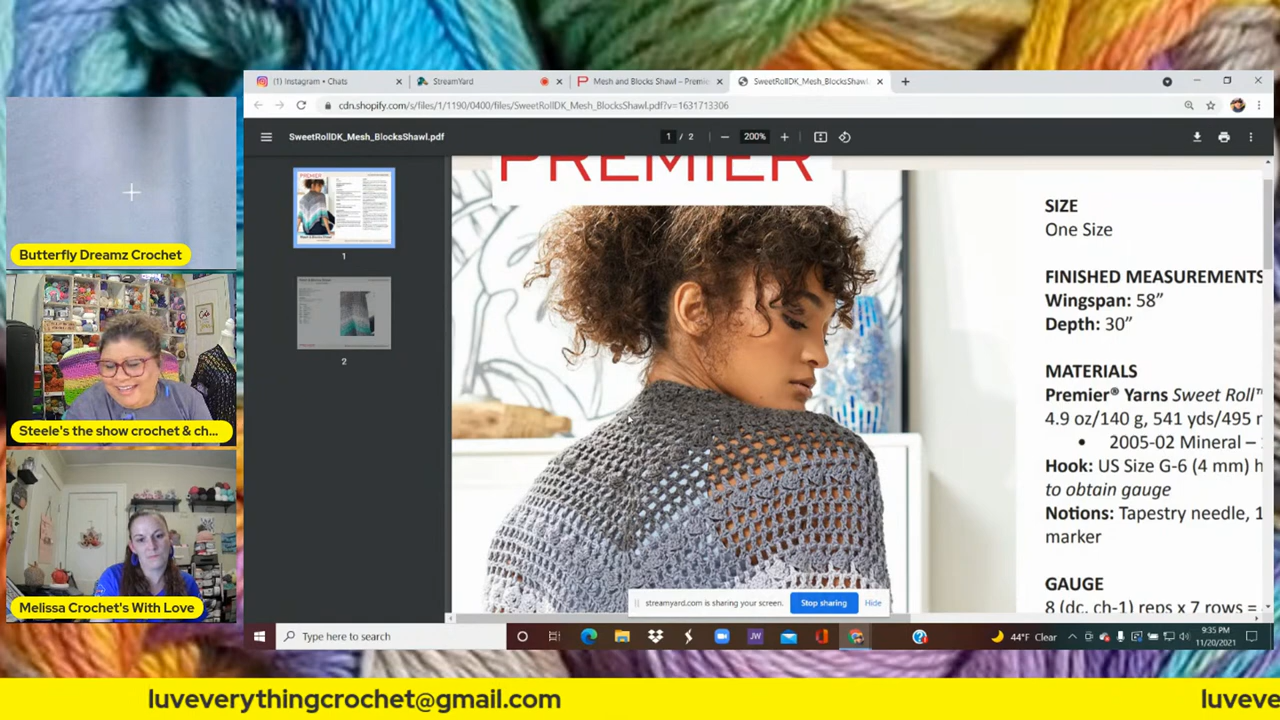 (1) Instagram • Chats
StreamYard
Mesh and Blocks Shawl – Premie
SweetRollDK_Mesh_BlocksShawl.
cdn.shopify.com/s/files/1/1190/0400/files/SweetRollDK_Mesh_BlocksShawl.pdf?v=1631713306
SweetRollDK_Mesh_BlocksShawl.pdf
1 / 2
200%
PREMIER
1
2
SIZE
One Size
FINISHED MEASUREMENTS
Wingspan: 58”
Depth: 30”
MATERIALS
Premier® Yarns Sweet Roll™
4.9 oz/140 g, 541 yds/495
• 2005-02 Mineral –
Hook: US Size G-6 (4 mm) h
to obtain gauge
Notions: Tapestry needle, 1
marker
GAUGE
8 (dc, ch-1) reps x 7 rows =
streamyard.com is sharing your screen.
Stop sharing
Hide
Butterfly Dreamz Crochet
Steele's the show crochet & ch...
Melissa Crochet's With Love
Type here to search
JW
44°F Clear
9:35 PM
11/20/2021
luveverythingcrochet@gmail.com
luveve